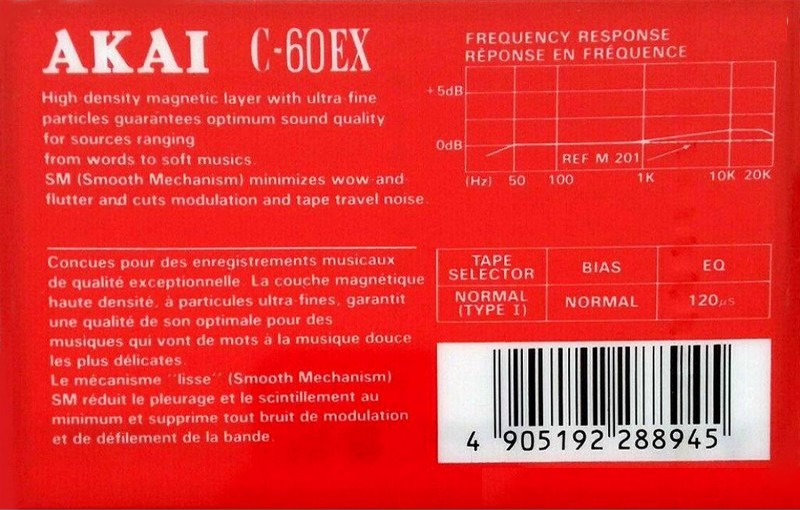 AKAI C-60EX
High density magnetic layer with ultra-fine
particles guarantees optimum sound quality
for sources ranging
from words to soft musics.
SM (Smooth Mechanism) minimizes wow-and-
flutter and cuts modulation and tape travel noise.
Concues pour des enregistrements musicaux
de qualité exceptionnelle. La couche magnétique
haute densité, à particules ultra-fines, garantit
une qualité de son optimale pour des
musiques qui vont de mots à la musique douce
les plus délicates.
Le mécanisme "lisse" (Smooth Mechanism)
SM réduit le pleurage et le scintillement au
minimum et supprime tout bruit de modulation
et de défilement de la bande.
FREQUENCY RESPONSE
RÉPONSE EN FRÉQUENCE
+5dB
0dB
REF M 201
(Hz) 50 100 1K 10K 20K
TAPE SELECTOR BIAS EQ
NORMAL (TYPE I) NORMAL 120μs
4 905192 288945